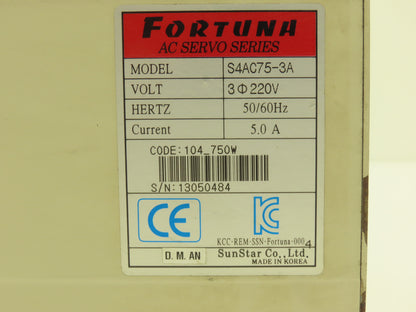 FORTUNA
AC SERVO SERIES
MODEL S4AC75-3A
VOLT 3Φ220V
HERTZ 50/60Hz
Current 5.0 A
CODE:104_750W
S/N:13050484
CE
KCC-REM-SSN-Fortuna-0004
D.M.AN SunStar Co., Ltd.
MADE IN KOREA